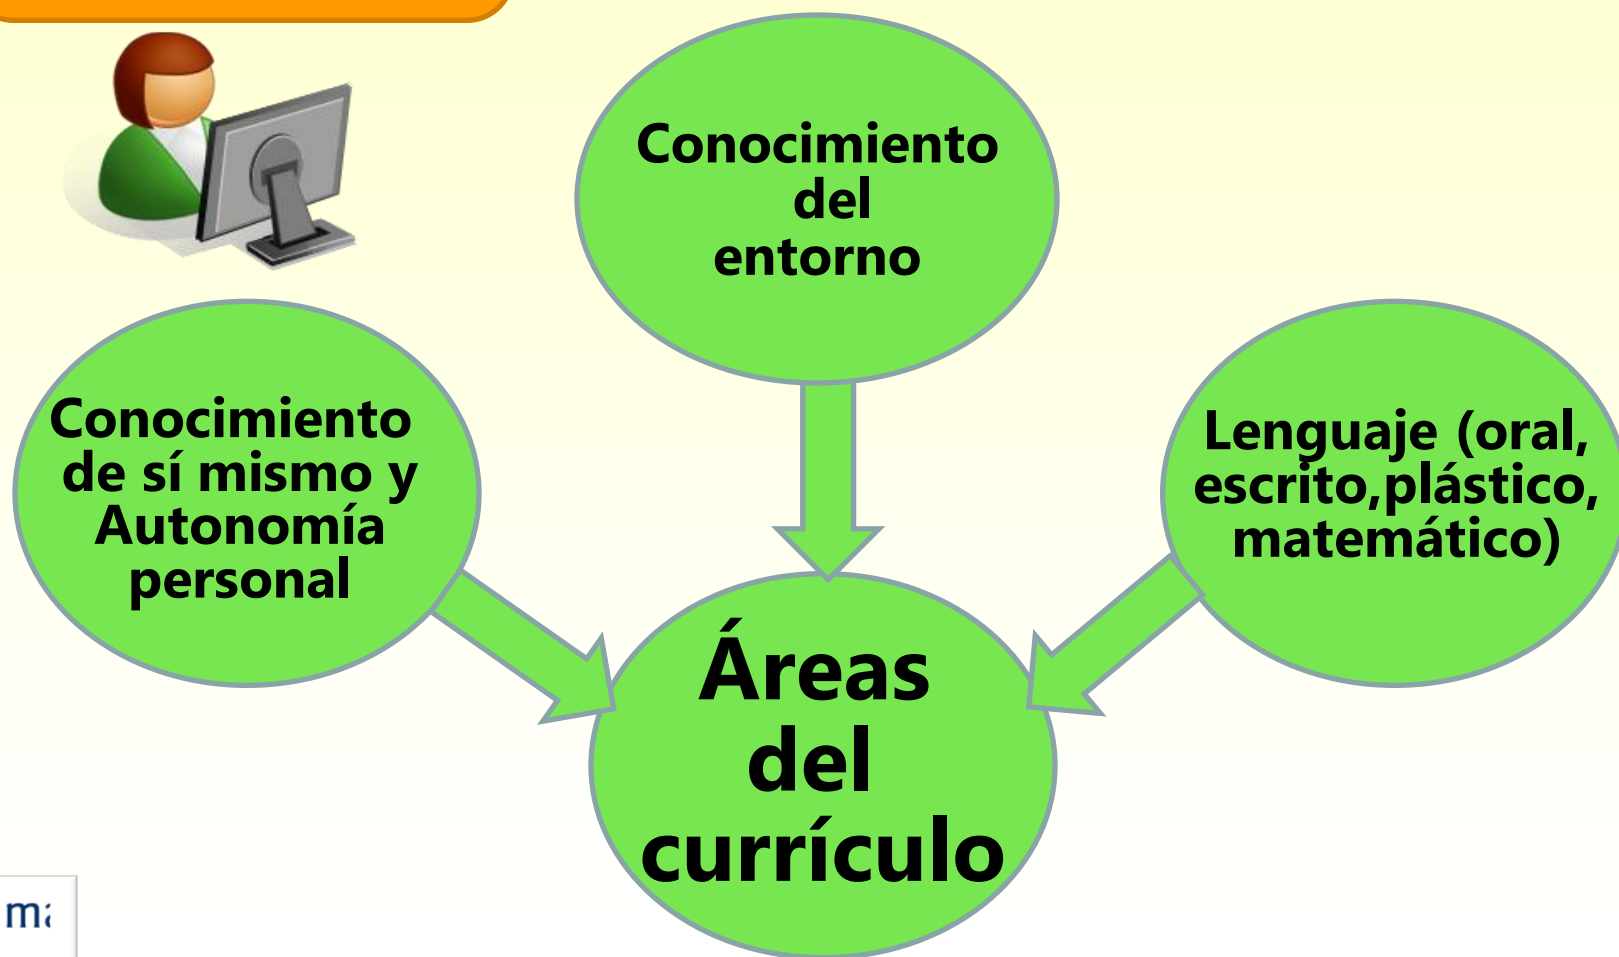 Conocimiento
del
entorno
Conocimiento
de sí mismo y
Autonomía
personal
Lenguaje (oral,
escrito,plástico,
matemático)
Áreas
del
currículo